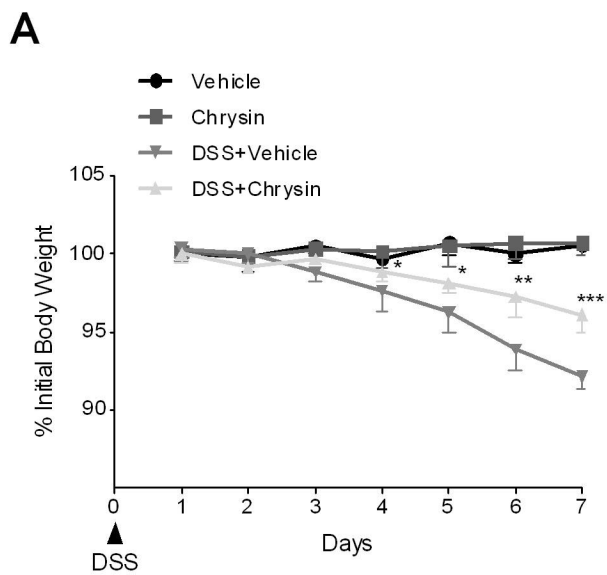 A
Vehicle
Chrysin
DSS+Vehicle
DSS+Chrysin
105
100
95
90
% Initial Body Weight
* * ** ***
0 1 2 3 4 5 6 7
DSS
Days